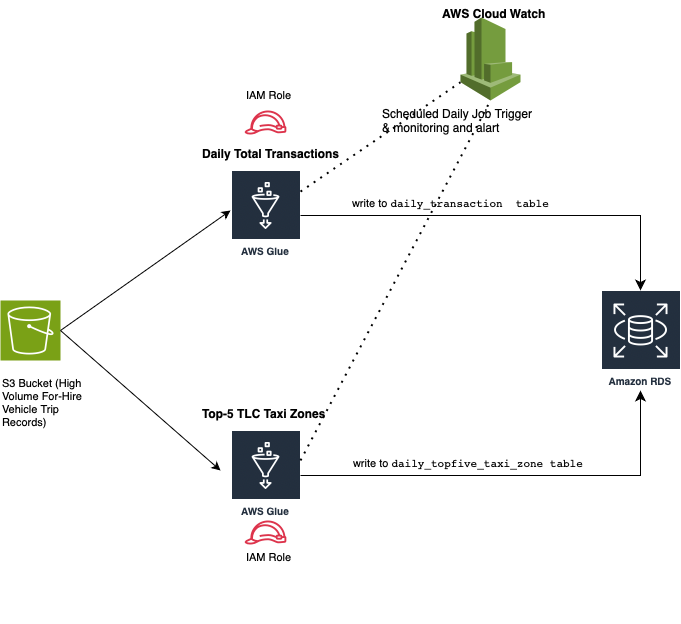 AWS Cloud Watch
Scheduled Daily Job Trigger
& monitoring and alart
IAM Role
Daily Total Transactions
AWS Glue
write to daily_transaction table
S3 Bucket (High
Volume For-Hire
Vehicle Trip
Records)
Amazon RDS
Top-5 TLC Taxi Zones
AWS Glue
write to daily_topfive_taxi_zone table
IAM Role